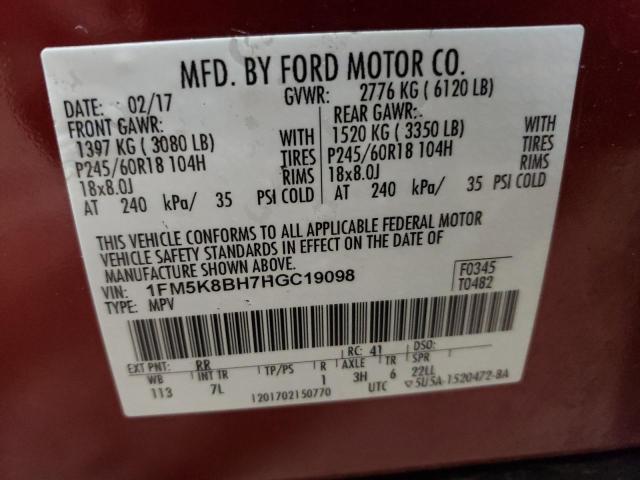 MFD. BY FORD MOTOR CO.
DATE: 02/17 GVWR: 2776 KG ( 6120 LB)
FRONT GAWR: REAR GAWR:
1397 KG ( 3080 LB) WITH 1520 KG ( 3350 LB) WITH
P245/60R18 104H TIRES P245/60R18 104H TIRES
18x8.0J RIMS 18x8.0J RIMS
AT 240 kPa/ 35 PSI COLD AT 240 kPa/ 35 PSI COLD
THIS VEHICLE CONFORMS TO ALL APPLICABLE FEDERAL MOTOR
VEHICLE SAFETY STANDARDS IN EFFECT ON THE DATE OF
MANUFACTURE SHOWN ABOVE.
VIN: 1FM5K8BH7HGC19098 F0345
TYPE: MPV T0482
EXT PNT: RR RC: 41 DSO:
WB INT TR TP/PS R AXLE TR SPR
113 7L 1 3H 6 22LL
1201702150770 UTC 5U5A-1520472-BA